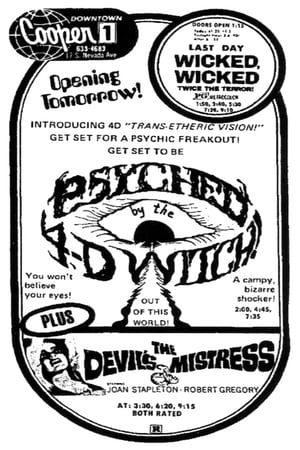 DOWNTOWN
Cooper 1
633-4683
17 S. Nevada Ave
DOORS OPEN 1:15
LAST DAY
WICKED,
WICKED
TWICE THE TERROR!
PG
1:50, 3:40, 5:30
7:20, 9:10
Opening
Tomorrow!
INTRODUCING 4D "TRANS-ETHERIC VISION!"
GET SET FOR A PSYCHIC FREAKOUT!
GET SET TO BE
PSYCHED
by the
4-D WITCH!
You won't
believe
your eyes!
OUT
OF THIS
WORLD!
A campy,
bizarre
shocker!
2:00, 4:45,
7:35
PLUS
THE
DEVIL'S MISTRESS
STARRING
JOAN STAPLETON - ROBERT GREGORY
AT: 3:30, 6:20, 9:15
BOTH RATED
R